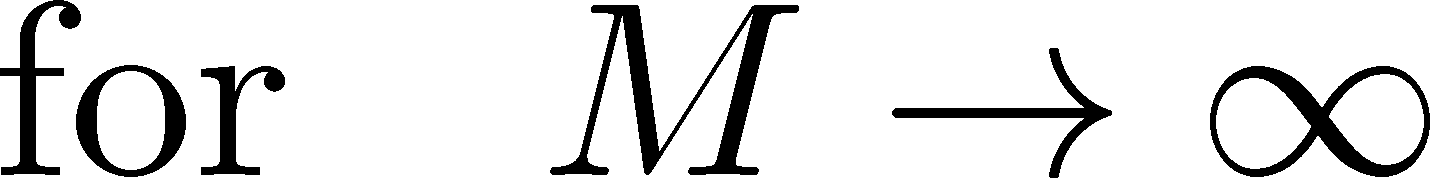 for M → ∞